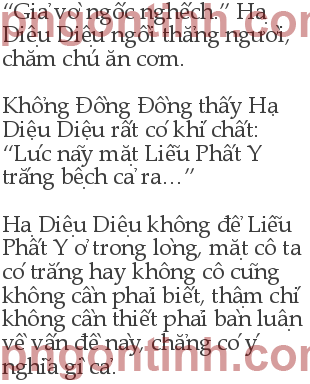 “Giả vờ ngốc nghếch.” Hạ
Diệu Diệu ngồi thẳng người,
chăm chú ăn cơm.
Khổng Đồng Đồng thấy Hạ
Diệu Diệu rất có khí chất:
“Lúc nãy mặt Liễu Phất Y
trắng bệch cả ra...”
Hạ Diệu Diệu không để Liễu
Phất Y ở trong lòng, mặt cô ta
có trắng hay không cô cũng
không cần phải biết, thậm chí
không cần thiết phải bàn luận
về vấn đề này, chẳng có ý
nghĩa gì cả.
pngontinh.com
pngontinh.com